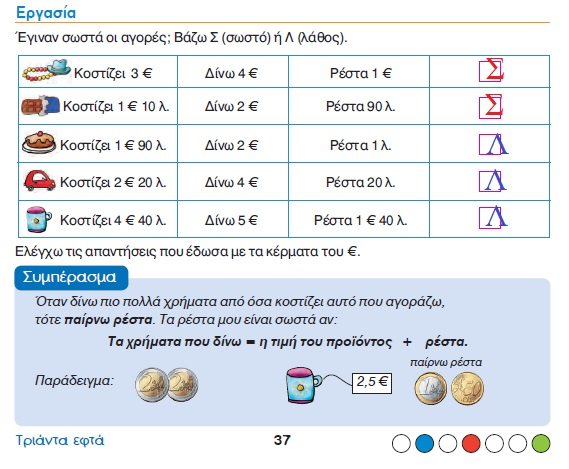 Εργασία
Έγιναν σωστά οι αγορές; Βάζω Σ (σωστό) ή Λ (λάθος).
Κοστίζει 3 € Δίνω 4 € Ρέστα 1 € Σ
Κοστίζει 1 € 10 λ. Δίνω 2 € Ρέστα 90 λ. Σ
Κοστίζει 1 € 90 λ. Δίνω 2 € Ρέστα 1 λ. Λ
Κοστίζει 2 € 20 λ. Δίνω 4 € Ρέστα 20 λ. Λ
Κοστίζει 4 € 40 λ. Δίνω 5 € Ρέστα 1 € 40 λ. Λ
Ελέγχω τις απαντήσεις που έδωσα με τα κέρματα του €.
Συμπέρασμα
Όταν δίνω πιο πολλά χρήματα από όσα κοστίζει αυτό που αγοράζω,
τότε παίρνω ρέστα. Τα ρέστα μου είναι σωστά αν:
Τα χρήματα που δίνω = η τιμή του προϊόντος + ρέστα.
παίρνω ρέστα
Παράδειγμα: 2,5 €
Τριάντα εφτά 37